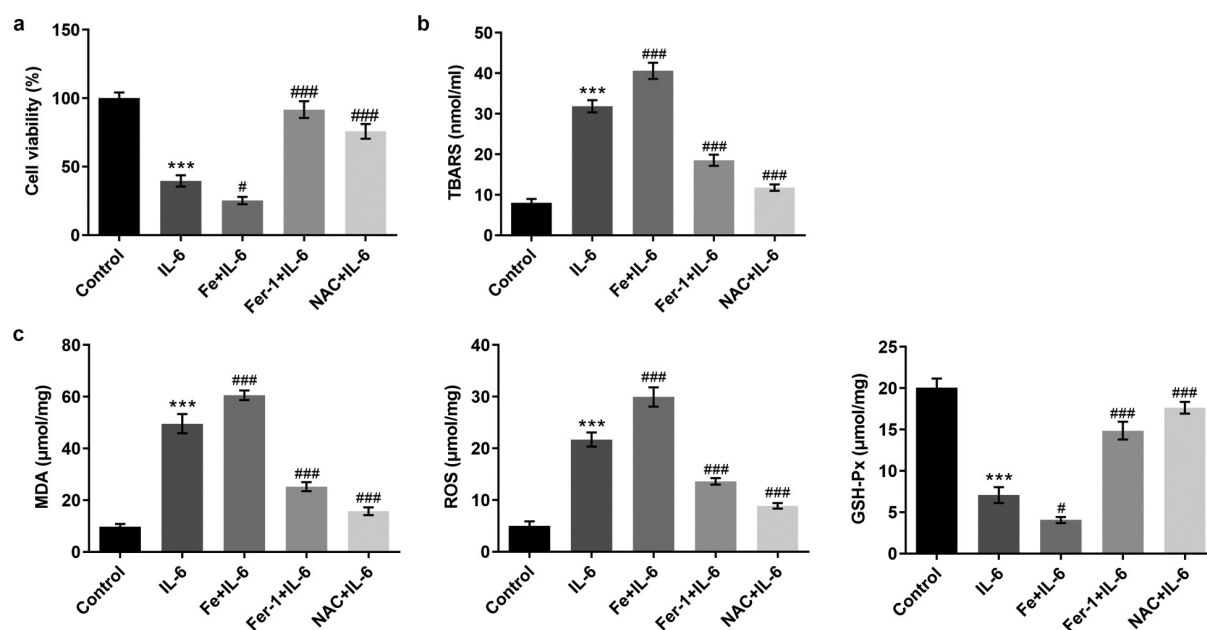 a
Cell viability (%)
150
100
50
0
***
#
###
###
Control
IL-6
Fe+IL-6
Fer-1+IL-6
NAC+IL-6
b
TBARS (nmol/ml)
50
40
30
20
10
0
***
###
###
###
Control
IL-6
Fe+IL-6
Fer-1+IL-6
NAC+IL-6
c
MDA (μmol/mg)
80
60
40
20
0
***
###
###
###
Control
IL-6
Fe+IL-6
Fer-1+IL-6
NAC+IL-6
ROS (μmol/mg)
40
30
20
10
0
***
###
###
###
Control
IL-6
Fe+IL-6
Fer-1+IL-6
NAC+IL-6
GSH-Px (μmol/mg)
25
20
15
10
5
0
***
#
###
###
Control
IL-6
Fe+IL-6
Fer-1+IL-6
NAC+IL-6